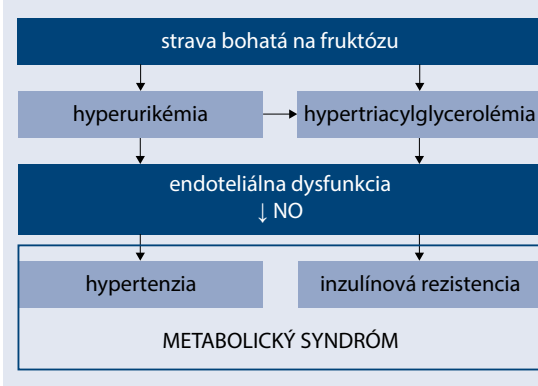 strava bohatá na fruktózu
hyperurikémia
hypertriacylglycerolémia
endoteliálna dysfunkcia
↓ NO
hypertenzia
inzulínová rezistencia
METABOLICKÝ SYNDRÓM